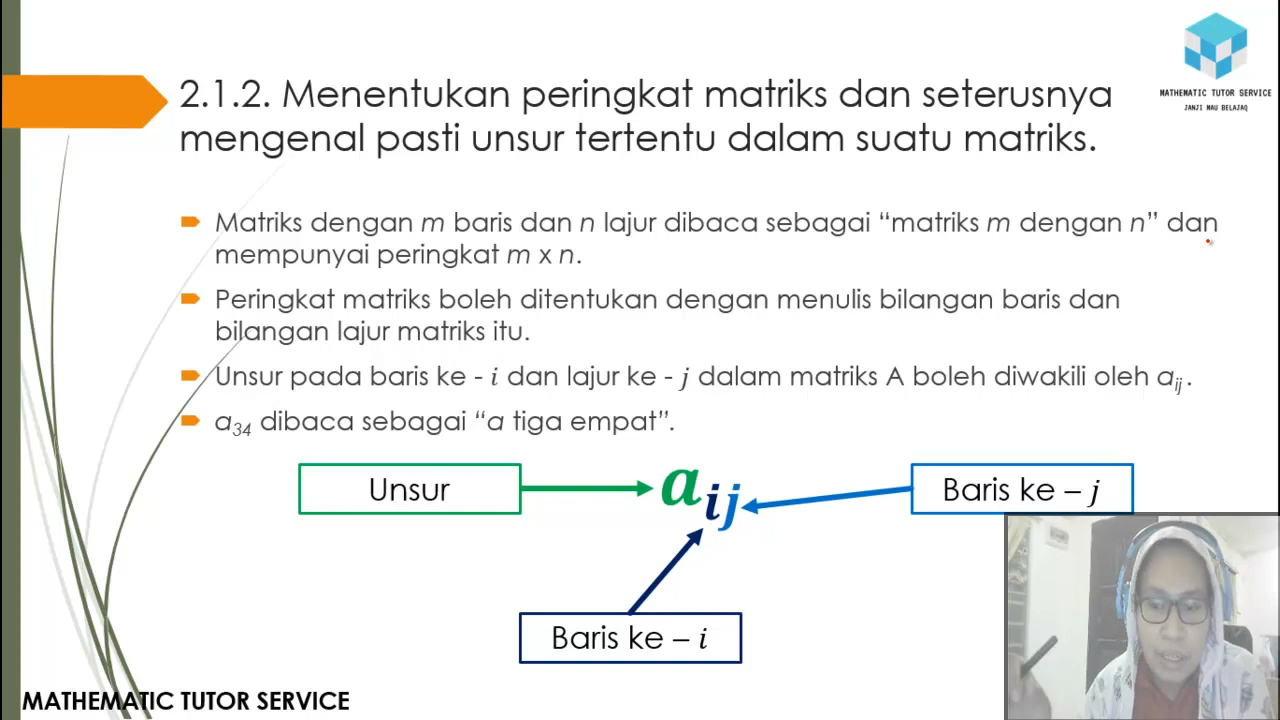 MATHEMATIC TUTOR SERVICE
JANJI MAU BELAJAQ
2.1.2. Menentukan peringkat matriks dan seterusnya
mengenal pasti unsur tertentu dalam suatu matriks.
Matriks dengan m baris dan n lajur dibaca sebagai “matriks m dengan n” dan
mempunyai peringkat m x n.
Peringkat matriks boleh ditentukan dengan menulis bilangan baris dan
bilangan lajur matriks itu.
Unsur pada baris ke - i dan lajur ke - j dalam matriks A boleh diwakili oleh aij.
a34 dibaca sebagai “a tiga empat”.
Unsur
aij
Baris ke – j
Baris ke – i
MATHEMATIC TUTOR SERVICE